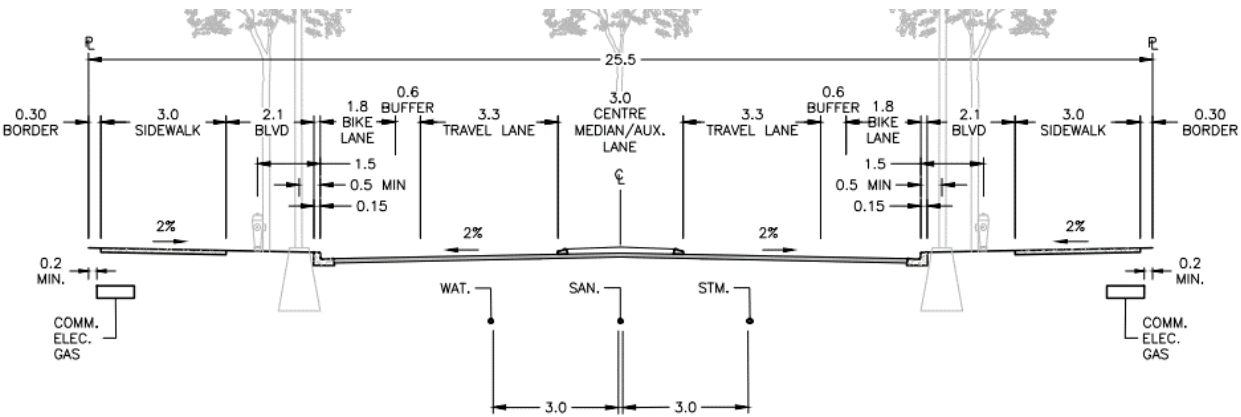 ℄
℄
25.5
0.30
BORDER
3.0
SIDEWALK
2.1
BLVD
1.8
BIKE
LANE
0.6
BUFFER
3.3
TRAVEL LANE
3.0
CENTRE
MEDIAN/AUX.
LANE
3.3
TRAVEL LANE
0.6
BUFFER
1.8
BIKE
LANE
2.1
BLVD
3.0
SIDEWALK
0.30
BORDER
1.5
0.5 MIN
0.15
℄
1.5
0.5 MIN
0.15
2%
2%
2%
2%
0.2
MIN.
COMM.
ELEC.
GAS
WAT.
SAN.
STM.
0.2
MIN.
COMM.
ELEC.
GAS
3.0
3.0